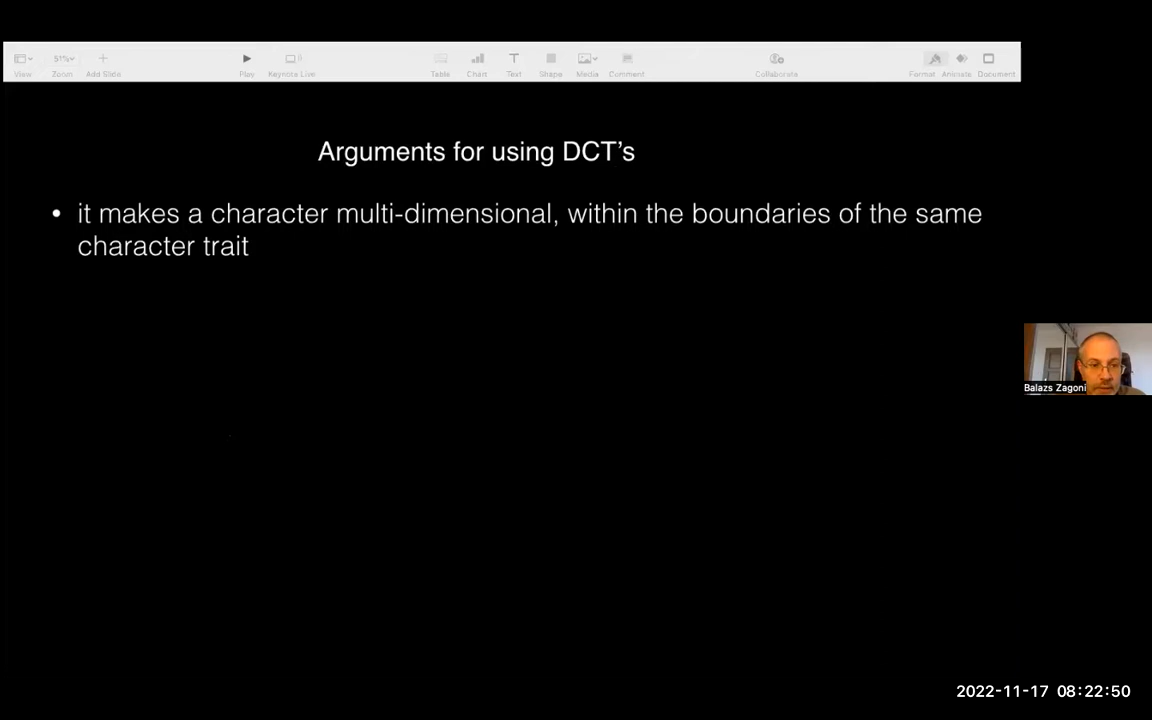 51%
View Zoom Add Slide Play Keynote Live Table Chart Text Shape Media Comment Collaborate Format Animate Document
Arguments for using DCT’s
• it makes a character multi-dimensional, within the boundaries of the same
character trait
Balazs Zagoni
2022-11-17 08:22:50